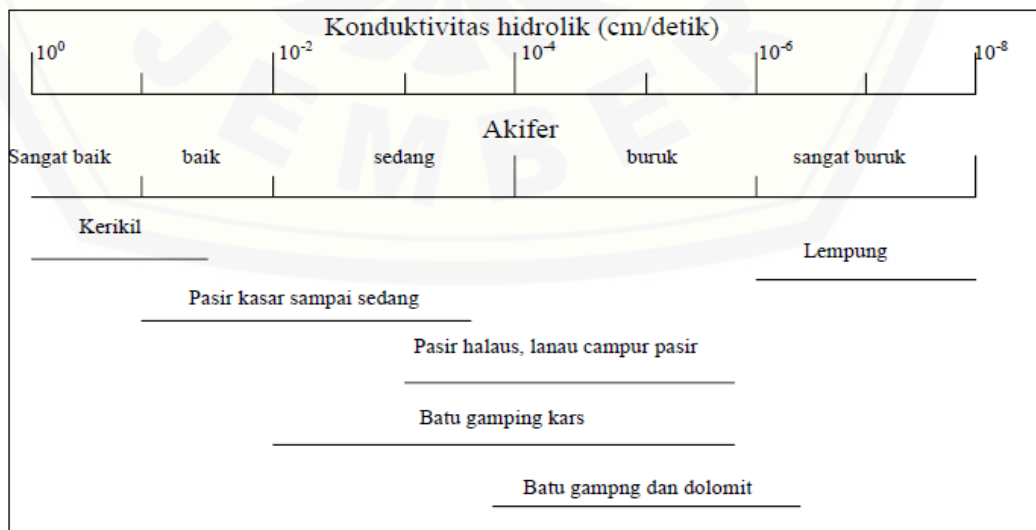 Konduktivitas hidrolik (cm/detik)
10⁰ 10⁻² 10⁻⁴ 10⁻⁶ 10⁻⁸
Akifer
Sangat baik baik sedang buruk sangat buruk
Kerikil
Lempung
Pasir kasar sampai sedang
Pasir halaus, lanau campur pasir
Batu gamping kars
Batu gampng dan dolomit
JEMBER